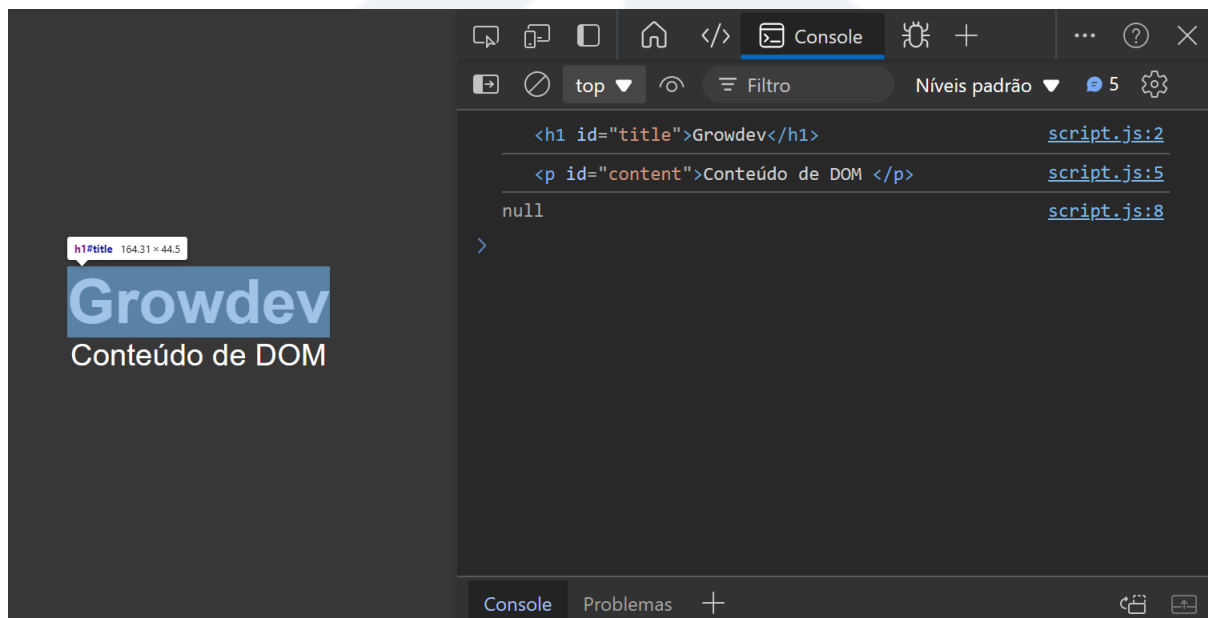 Console
top
Filtro
Níveis padrão
5
<h1 id="title">Growdev</h1> script.js:2
<p id="content">Conteúdo de DOM </p> script.js:5
null script.js:8
>
h1#title 164.31 × 44.5
Growdev
Conteúdo de DOM
Console Problemas